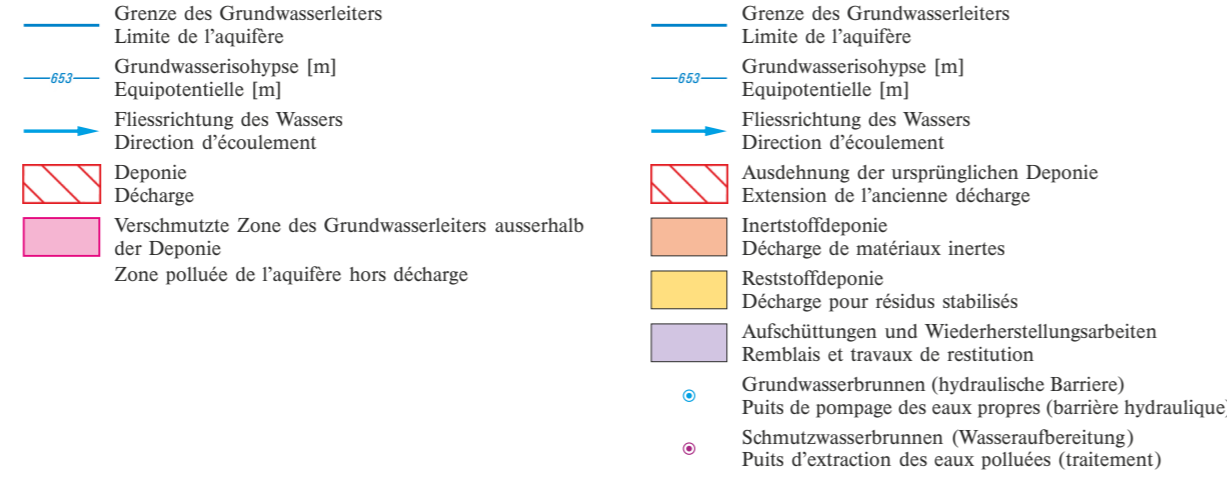 Grenze des Grundwasserleiters
Limite de l'aquifère
653
Grundwasserisohypse [m]
Equipotentielle [m]
Fliessrichtung des Wassers
Direction d'écoulement
Deponie
Décharge
Verschmutzte Zone des Grundwasserleiters ausserhalb
der Deponie
Zone polluée de l'aquifère hors décharge
Grenze des Grundwasserleiters
Limite de l'aquifère
653
Grundwasserisohypse [m]
Equipotentielle [m]
Fliessrichtung des Wassers
Direction d'écoulement
Ausdehnung der ursprünglichen Deponie
Extension de l'ancienne décharge
Inertstoffdeponie
Décharge de matériaux inertes
Reststoffdeponie
Décharge pour résidus stabilisés
Aufschüttungen und Wiederherstellungsarbeiten
Remblais et travaux de restitution
Grundwasserbrunnen (hydraulische Barriere)
Puits de pompage des eaux propres (barrière hydraulique)
Schmutzwasserbrunnen (Wasseraufbereitung)
Puits d'extraction des eaux polluées (traitement)